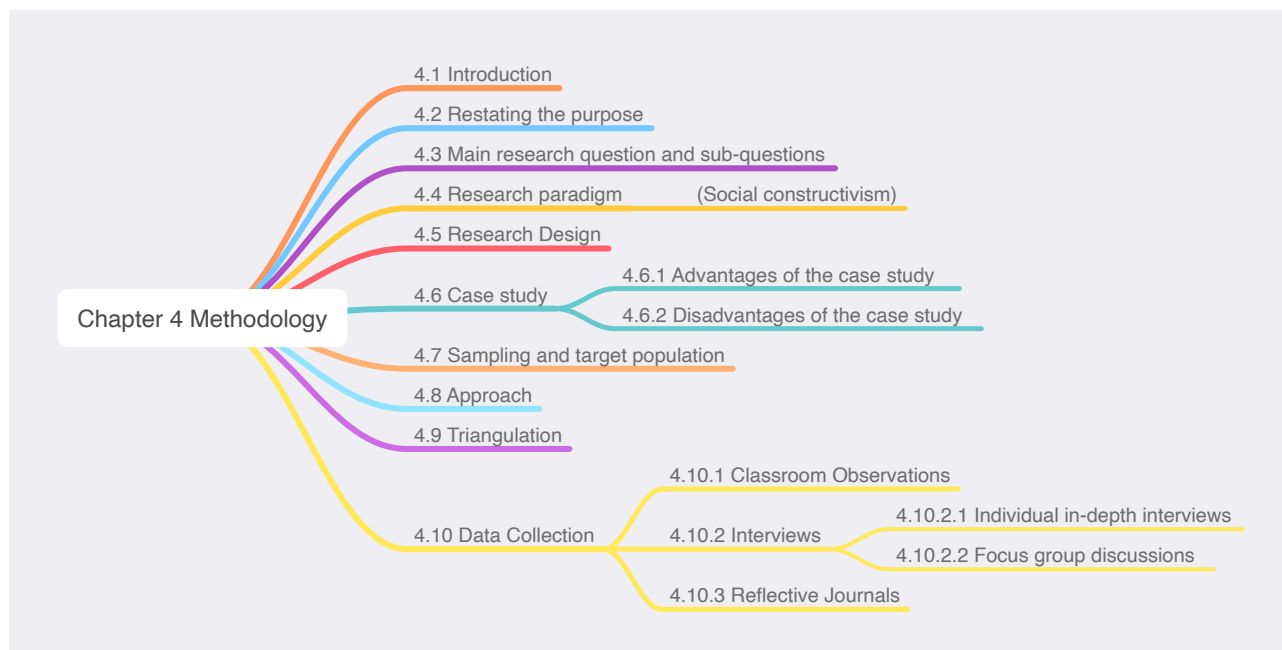 4.1 Introduction
4.2 Restating the purpose
4.3 Main research question and sub-questions
4.4 Research paradigm (Social constructivism)
4.5 Research Design
Chapter 4 Methodology
4.6 Case study
4.6.1 Advantages of the case study
4.6.2 Disadvantages of the case study
4.7 Sampling and target population
4.8 Approach
4.9 Triangulation
4.10 Data Collection
4.10.1 Classroom Observations
4.10.2 Interviews
4.10.2.1 Individual in-depth interviews
4.10.2.2 Focus group discussions
4.10.3 Reflective Journals